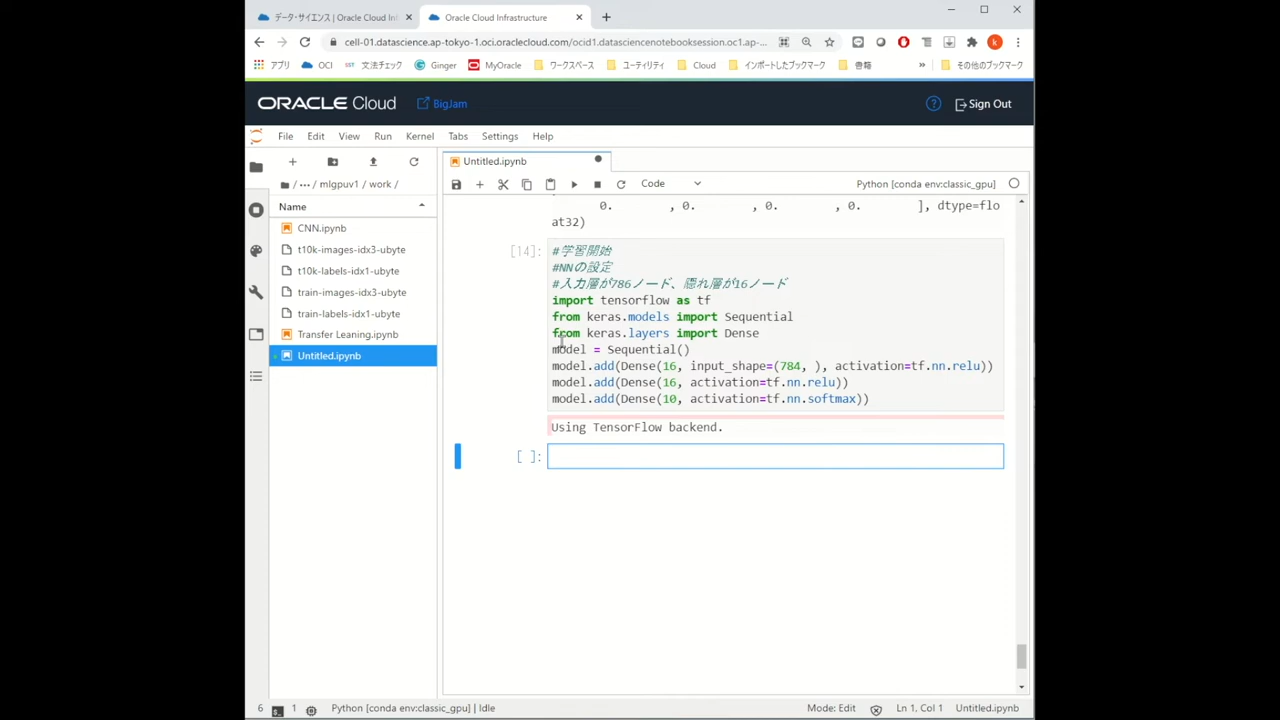 データ・サイエンス | Oracle Cloud Inf
Oracle Cloud Infrastructure
cell-01.datascience.ap-tokyo-1.oci.oraclecloud.com/ocid1.datasciencenotebooksession.oc1.ap-...
k
アプリ
OCI
文法チェック
Ginger
MyOracle
ワークスペース
ユーティリティ
Cloud
インポートしたブックマーク
書籍
»
その他のブックマーク
ORACLE Cloud
BigJam
Sign Out
File Edit View Run Kernel Tabs Settings Help
Untitled.ipynb
Code
Python [conda env:classic_gpu]
/ ··· / mlgpuv1 / work /
Name
CNN.ipynb
t10k-images-idx3-ubyte
t10k-labels-idx1-ubyte
train-images-idx3-ubyte
train-labels-idx1-ubyte
Transfer Leaning.ipynb
Untitled.ipynb
0. , 0. , 0. , 0. ], dtype=flo
at32)
[14]:
#学習開始
#NNの設定
#入力層が786ノード、隠れ層が16ノード
import tensorflow as tf
from keras.models import Sequential
from keras.layers import Dense
model = Sequential()
model.add(Dense(16, input_shape=(784, ), activation=tf.nn.relu))
model.add(Dense(16, activation=tf.nn.relu))
model.add(Dense(10, activation=tf.nn.softmax))
Using TensorFlow backend.
[ ]:
6
1
Python [conda env:classic_gpu] | Idle
Mode: Edit
Ln 1, Col 1
Untitled.ipynb